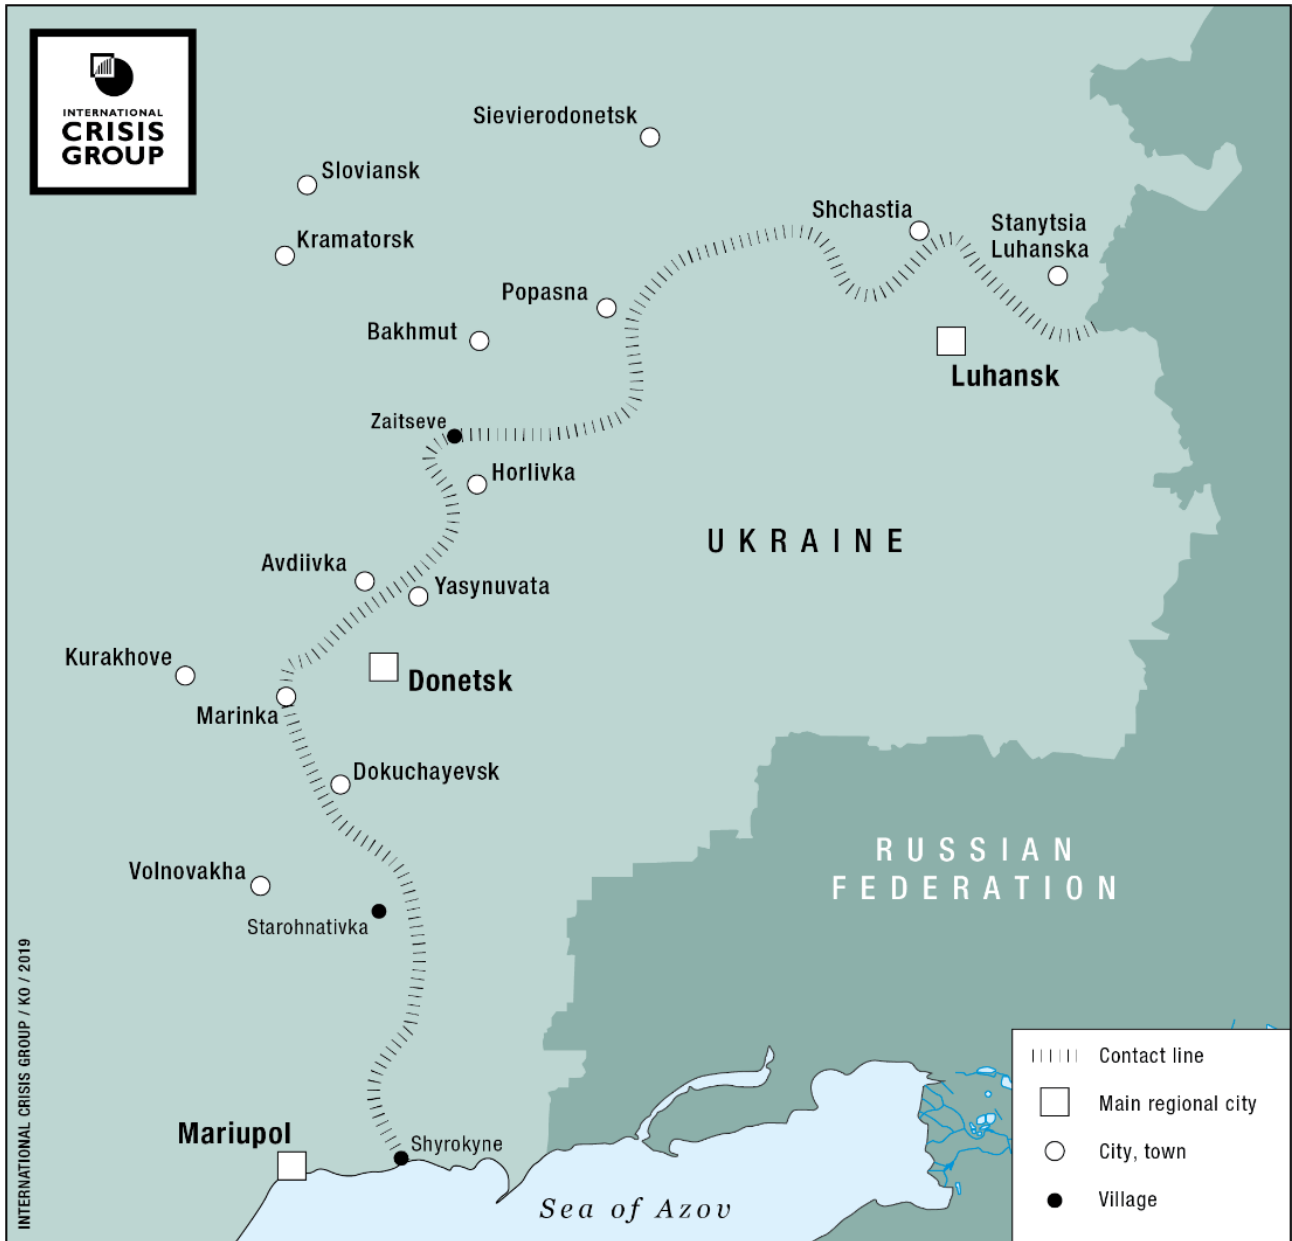 INTERNATIONAL
CRISIS
GROUP
Sievierodonetsk
Sloviansk
Kramatorsk
Shchastia
Stanytsia
Luhanska
Popasna
Bakhmut
Luhansk
Zaitseve
Horlivka
UKRAINE
Avdiivka
Yasynuvata
Kurakhove
Donetsk
Marinka
Dokuchayevsk
RUSSIAN
FEDERATION
Volnovakha
Starohnativka
Mariupol
Shyrokyne
Sea of Azov
Contact line
Main regional city
City, town
Village
INTERNATIONAL CRISIS GROUP / KO / 2019